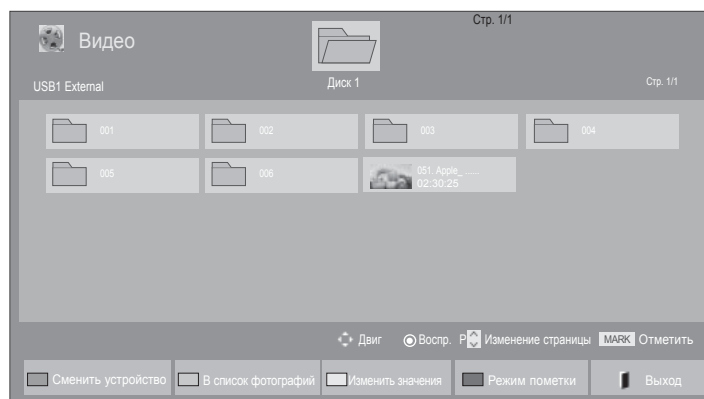 Стр. 1/1
Видео
USB1 External
Диск 1
Стр. 1/1
001
002
003
004
005
006
051. Apple_ ......
02:30:25
Двиг
Воспр.
P Изменение страницы
MARK Отметить
Сменить устройство
В список фотографий
Изменить значения
Режим пометки
Выход